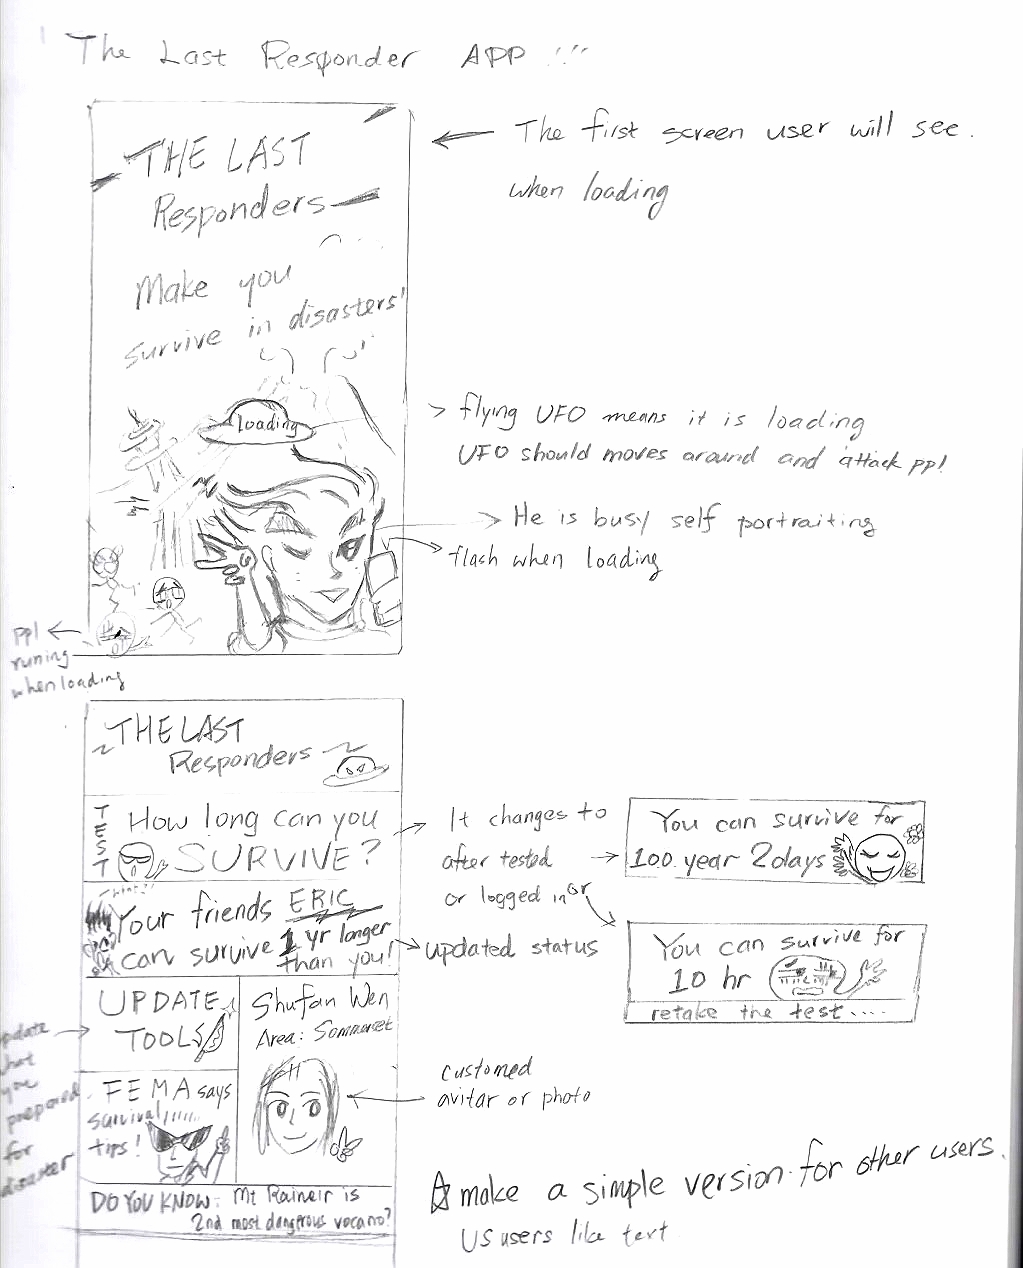 The Last Responder APP !!!
THE LAST
Responders
Make you
survive in disasters'
loading
← The first screen user will see.
when loading
> flying UFO means it is loading
UFO should moves around and attack ppl
He is busy self portraiting
flash when loading
ppl
runing
when loading
THE LAST
Responders
TEST
How long can you
SURVIVE?
Your friends ERIC
can survive 1 yr longer
than you!
It changes to
after tested
or logged in
or
You can survive for
100 year 2days
updated status
You can survive for
10 hr
retake the test ....
UPDATE
TOOL
what
you
prepared
for
disaster
Shufan Wen
Area: Sommerset
FEMA says
survival !!!!!!
tips!
customed
avitar or photo
DO YOU KNOW: Mt Raineir is
2nd most dangrous vocano?
☆ make a simple version for other users.
US users like text